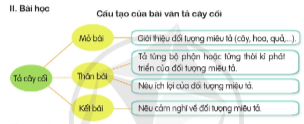 II. Bài học
Cấu tạo của bài văn tả cây cối
Mở bài
Giới thiệu đối tượng miêu tả (cây, hoa, quả,...).
Tả cây cối
Thân bài
Tả từng bộ phận hoặc từng thời kì phát
triển của đối tượng miêu tả.
Nêu ích lợi của đối tượng miêu tả.
Kết bài
Nêu cảm nghĩ về đối tượng miêu tả.